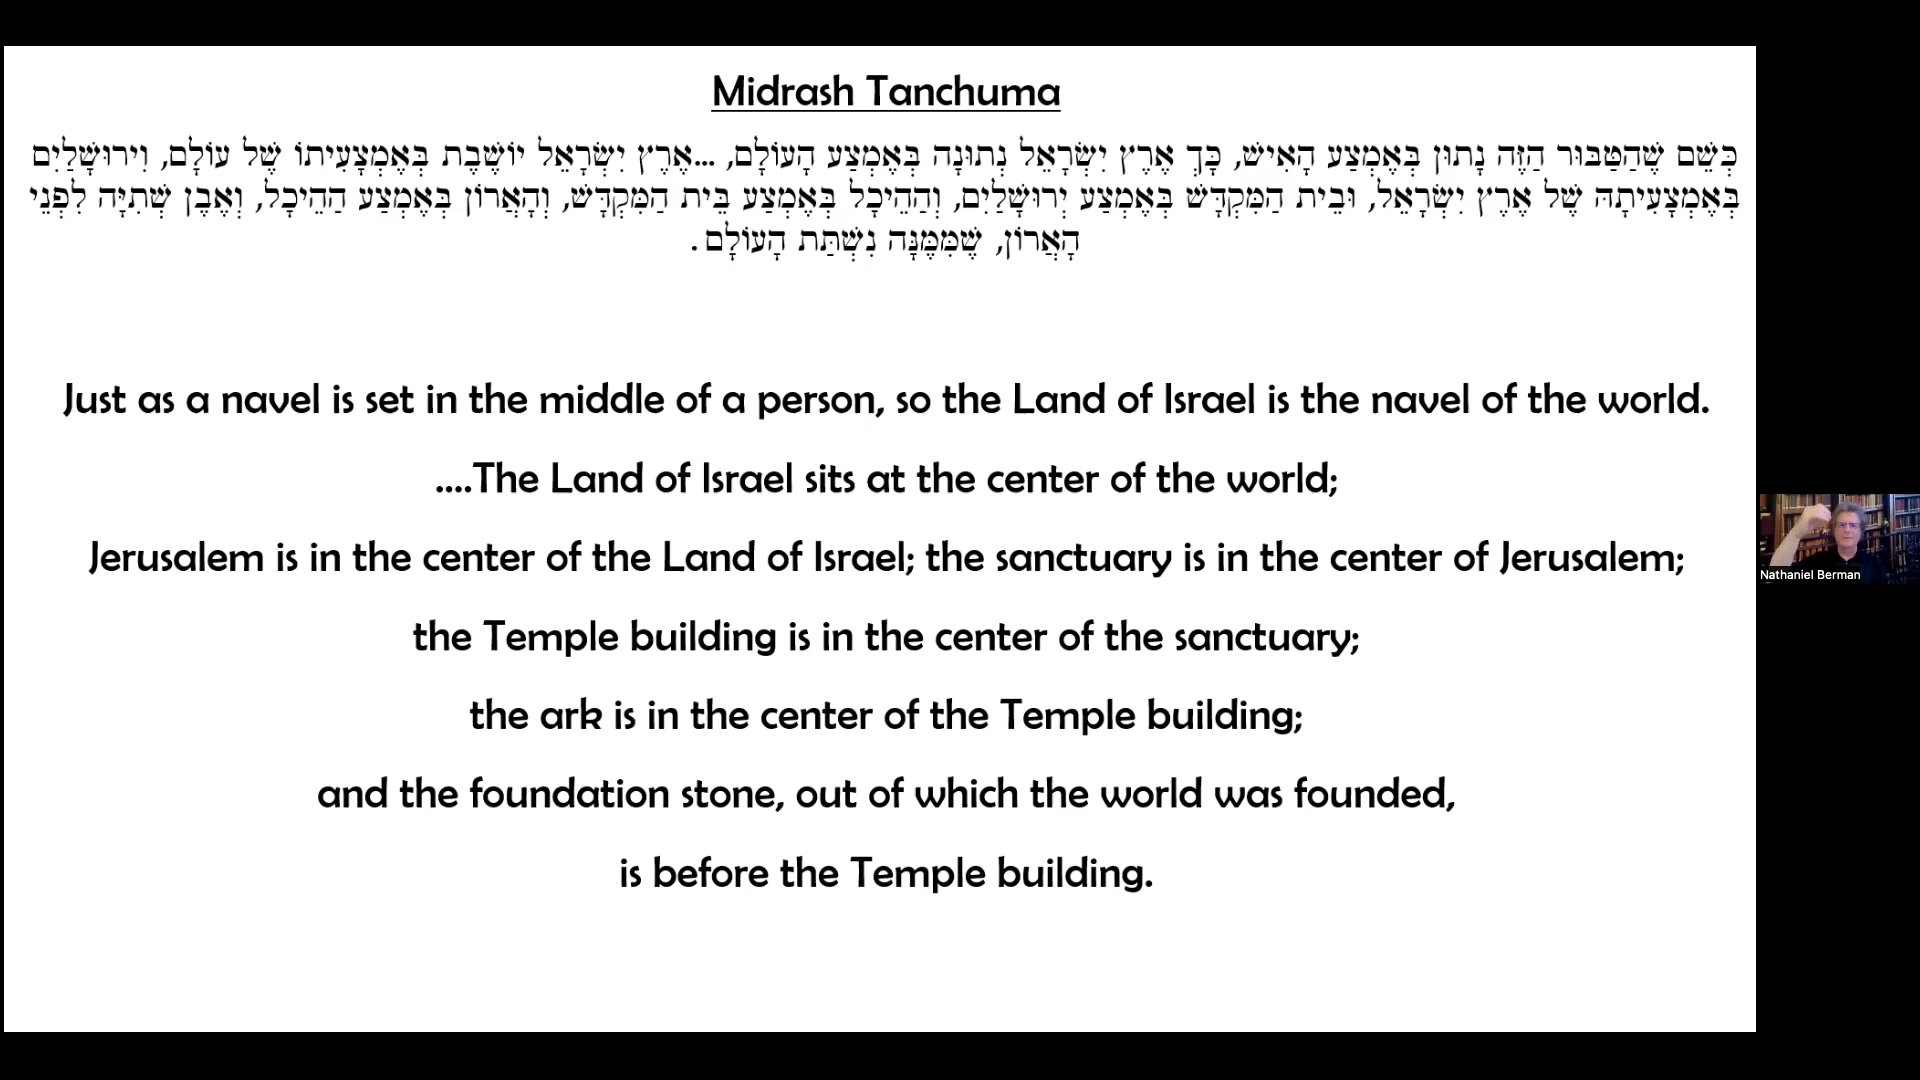 Midrash Tanchuma
כְּשֵׁם שֶׁהַטַּבּוּר הַזֶּה נָתוּן בְּאֶמְצַע הָאִישׁ, כָּךְ אֶרֶץ יִשְׂרָאֵל נְתוּנָה בְּאֶמְצַע הָעוֹלָם, ...אֶרֶץ יִשְׂרָאֵל יוֹשֶׁבֶת בְּאֶמְצָעִיתוֹ שֶׁל עוֹלָם, וִירוּשָׁלַיִם
בְּאֶמְצָעִיתָהּ שֶׁל אֶרֶץ יִשְׂרָאֵל, וּבֵית הַמִּקְדָּשׁ בְּאֶמְצַע יְרוּשָׁלַיִם, וְהַהֵיכָל בְּאֶמְצַע בֵּית הַמִּקְדָּשׁ, וְהָאֲרוֹן בְּאֶמְצַע הַהֵיכָל, וְאֶבֶן שְׁתִיָּה לִפְנֵי
הָאֲרוֹן, שֶׁמִּמֶּנָּה נִשְׁתַּת הָעוֹלָם.
Just as a navel is set in the middle of a person, so the Land of Israel is the navel of the world.
....The Land of Israel sits at the center of the world;
Jerusalem is in the center of the Land of Israel; the sanctuary is in the center of Jerusalem;
the Temple building is in the center of the sanctuary;
the ark is in the center of the Temple building;
and the foundation stone, out of which the world was founded,
is before the Temple building.
Nathaniel Berman